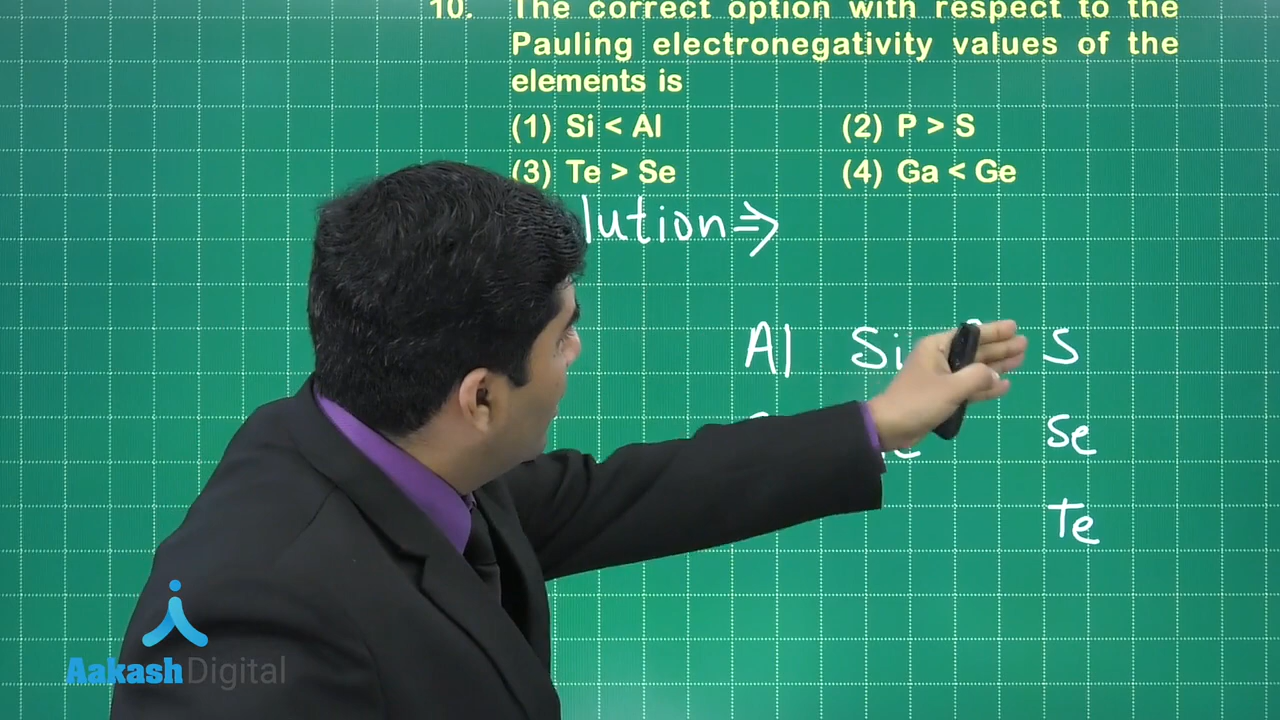 10. The correct option with respect to the
Pauling electronegativity values of the
elements is
(1) Si < Al (2) P > S
(3) Te > Se (4) Ga < Ge
lution ⇒
Al Si S
Se
Te
Aakash Digital